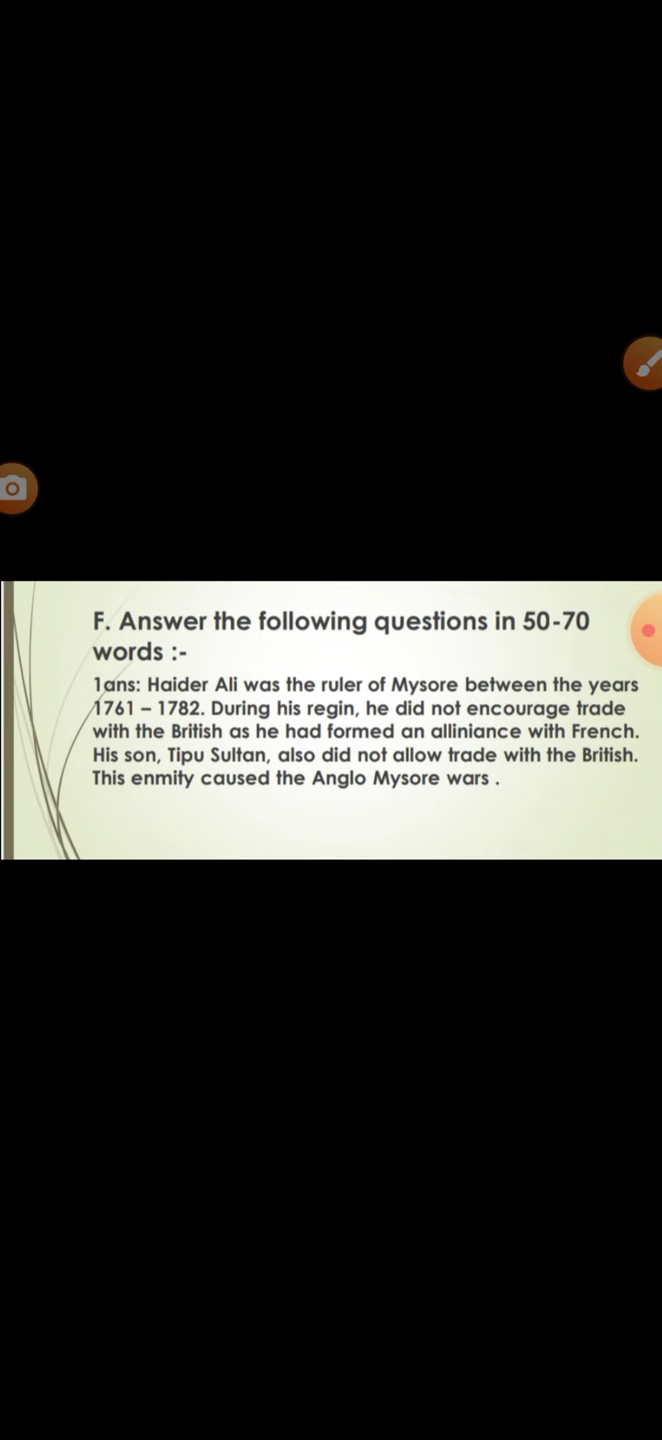 F. Answer the following questions in 50-70
words :-
1ans: Haider Ali was the ruler of Mysore between the years
1761 – 1782. During his regin, he did not encourage trade
with the British as he had formed an alliniance with French.
His son, Tipu Sultan, also did not allow trade with the British.
This enmity caused the Anglo Mysore wars .